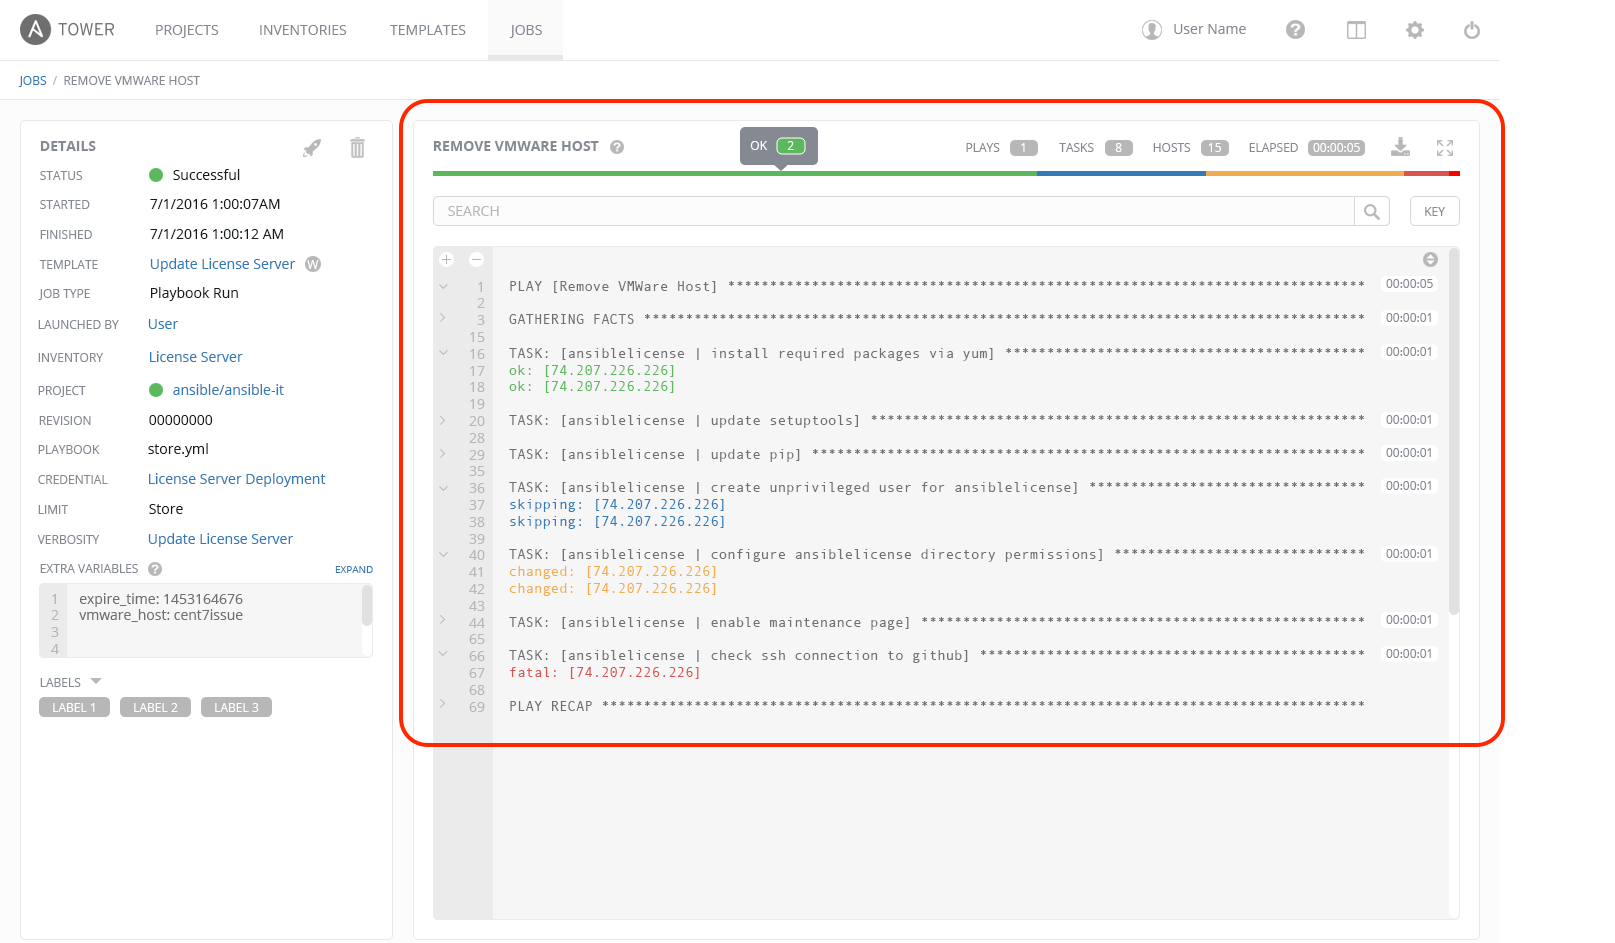 TOWER PROJECTS INVENTORIES TEMPLATES JOBS User Name
JOBS / REMOVE VMWARE HOST
DETAILS
STATUS Successful
STARTED 7/1/2016 1:00:07AM
FINISHED 7/1/2016 1:00:12 AM
TEMPLATE Update License Server W
JOB TYPE Playbook Run
LAUNCHED BY User
INVENTORY License Server
PROJECT ansible/ansible-it
REVISION 00000000
PLAYBOOK store.yml
CREDENTIAL License Server Deployment
LIMIT Store
VERBOSITY Update License Server
EXTRA VARIABLES ? EXPAND
1 expire_time: 1453164676
2 vmware_host: cent7issue
3
4
LABELS
LABEL 1 LABEL 2 LABEL 3
REMOVE VMWARE HOST ? OK 2 PLAYS 1 TASKS 8 HOSTS 15 ELAPSED 00:00:05
SEARCH KEY
1 PLAY [Remove VMWare Host] **************************************************************************** 00:00:05
2
3 GATHERING FACTS ************************************************************************************** 00:00:01
15
16 TASK: [ansiblelicense | install required packages via yum] ******************************************* 00:00:01
17 ok: [74.207.226.226]
18 ok: [74.207.226.226]
19
20 TASK: [ansiblelicense | update setuptools] *********************************************************** 00:00:01
28
29 TASK: [ansiblelicense | update pip] ****************************************************************** 00:00:01
35
36 TASK: [ansiblelicense | create unprivileged user for ansiblelicense] ********************************* 00:00:01
37 skipping: [74.207.226.226]
38 skipping: [74.207.226.226]
39
40 TASK: [ansiblelicense | configure ansiblelicense directory permissions] ****************************** 00:00:01
41 changed: [74.207.226.226]
42 changed: [74.207.226.226]
43
44 TASK: [ansiblelicense | enable maintenance page] ***************************************************** 00:00:01
65
66 TASK: [ansiblelicense | check ssh connection to github] ********************************************** 00:00:01
67 fatal: [74.207.226.226]
68
69 PLAY RECAP *******************************************************************************************